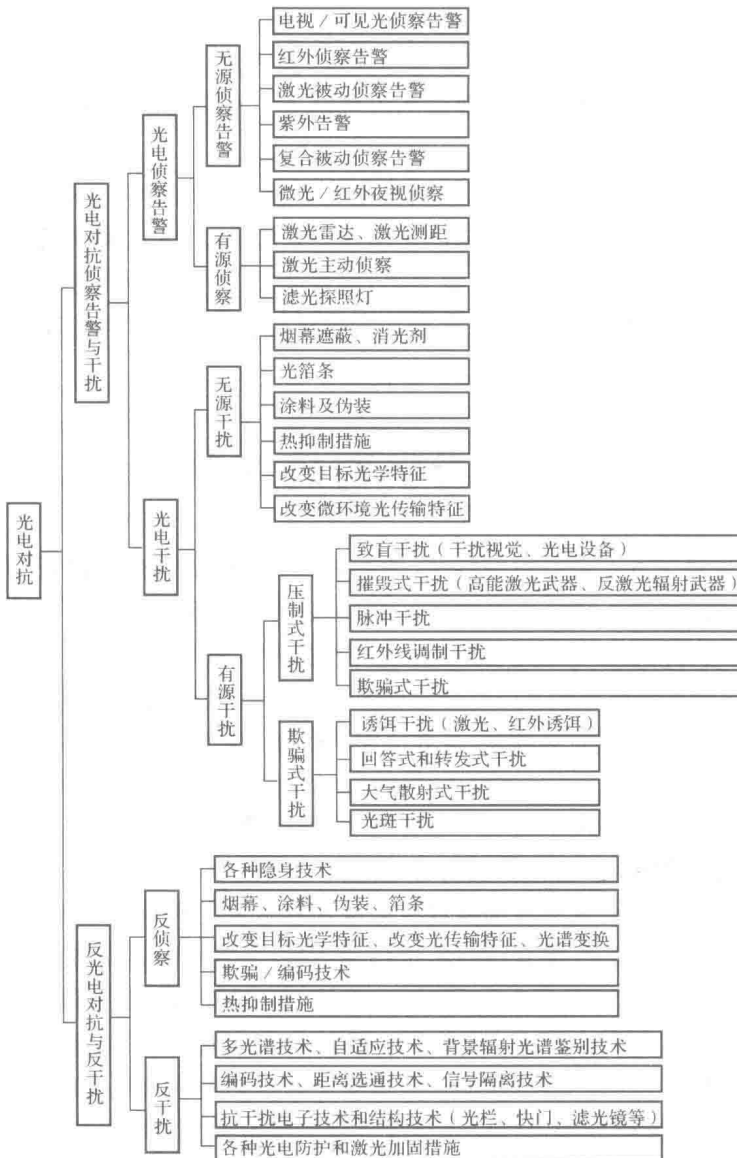 光电对抗
光电对抗侦察告警与干扰
光电侦察告警
无源侦察告警
电视/可见光侦察告警
红外侦察告警
激光被动侦察告警
紫外告警
复合被动侦察告警
微光/红外夜视侦察
有源侦察
激光雷达、激光测距
激光主动侦察
滤光探照灯
光电干扰
无源干扰
烟幕遮蔽、消光剂
光箔条
涂料及伪装
热抑制措施
改变目标光学特征
改变微环境光传输特征
有源干扰
压制式干扰
致盲干扰(干扰视觉、光电设备)
摧毁式干扰(高能激光武器、反激光辐射武器)
脉冲干扰
红外线调制干扰
欺骗式干扰
欺骗式干扰
诱饵干扰(激光、红外诱饵)
回答式和转发式干扰
大气散射式干扰
光斑干扰
反光电对抗与反干扰
反侦察
各种隐身技术
烟幕、涂料、伪装、箔条
改变目标光学特征、改变光传输特征、光谱变换
欺骗/编码技术
热抑制措施
反干扰
多光谱技术、自适应技术、背景辐射光谱鉴别技术
编码技术、距离选通技术、信号隔离技术
抗干扰电子技术和结构技术(光栏、快门、滤光镜等)
各种光电防护和激光加固措施